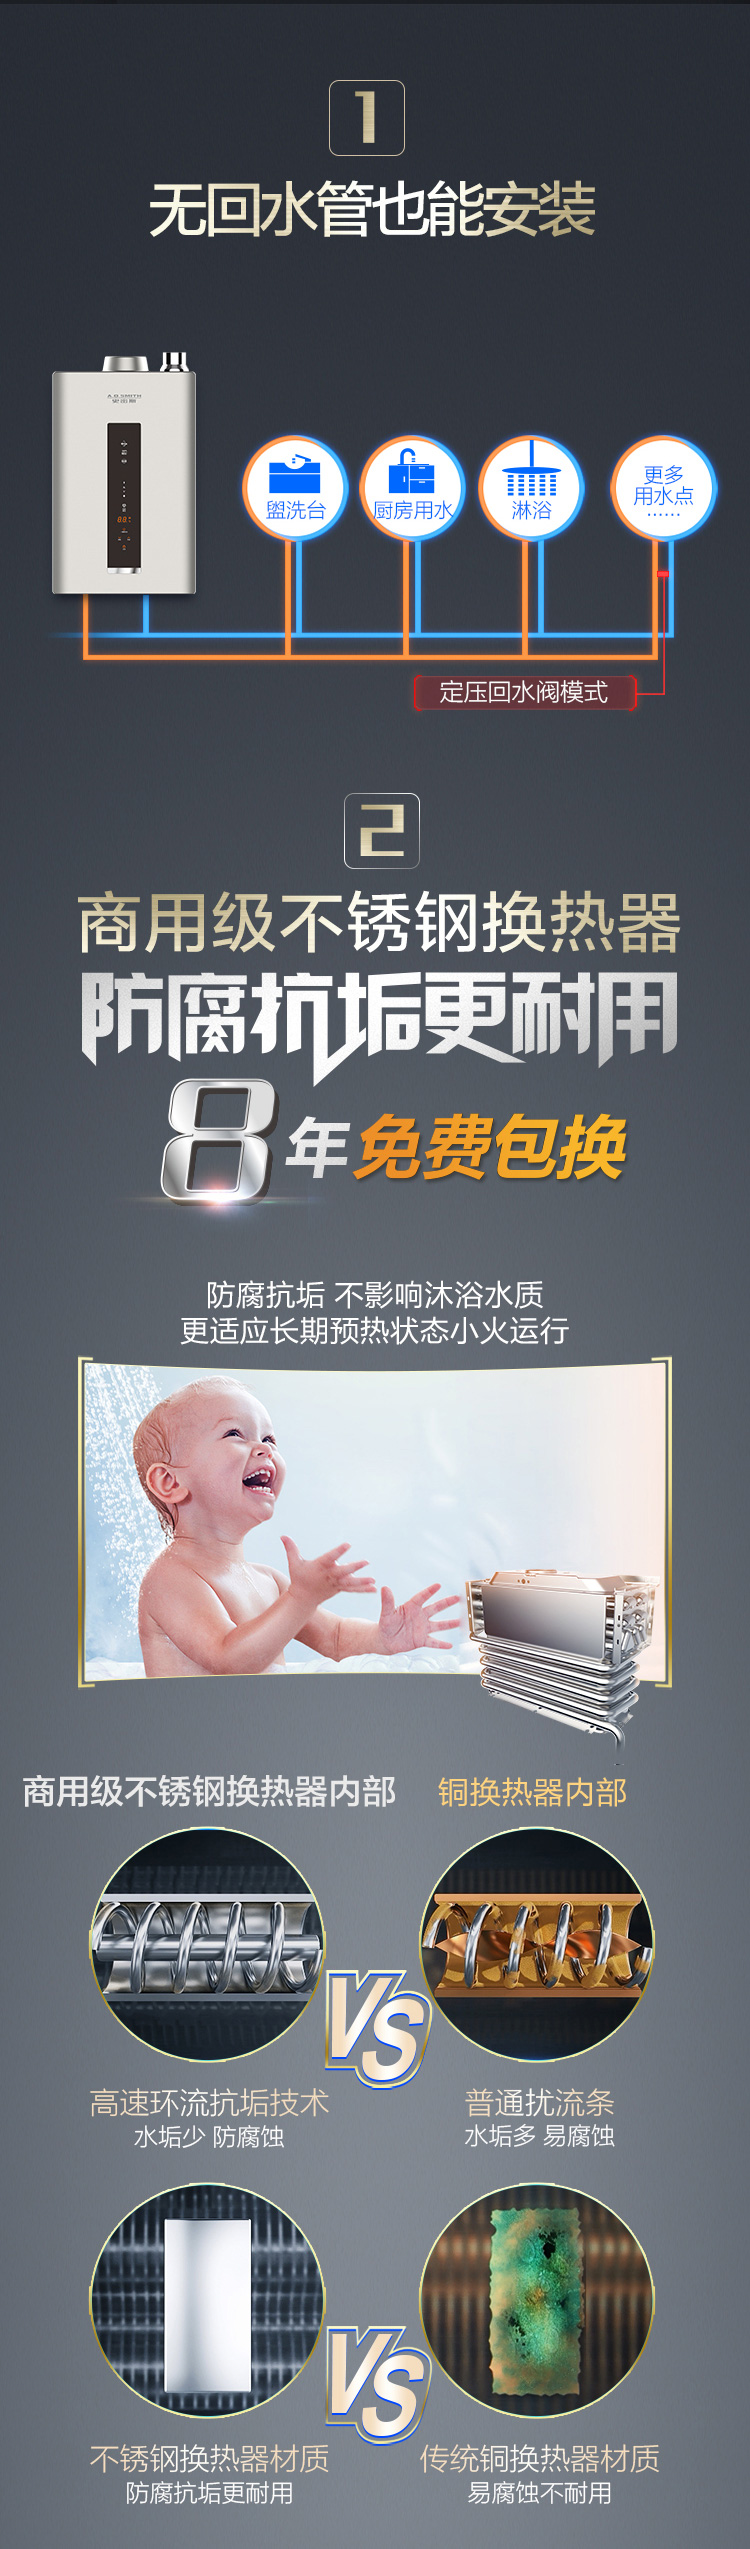 1
无回水管也能安装
A.O.SMITH
盥洗台
厨房用水
淋浴
更多
用水点
......
定压回水阀模式
2
商用级不锈钢换热器
防腐抗垢更耐用
8年免费包换
防腐抗垢 不影响沐浴水质
更适应长期预热状态小火运行
商用级不锈钢换热器内部
铜换热器内部
VS
高速环流抗垢技术
水垢少 防腐蚀
普通扰流条
水垢多 易腐蚀
VS
不锈钢换热器材质
防腐抗垢更耐用
传统铜换热器材质
易腐蚀不耐用